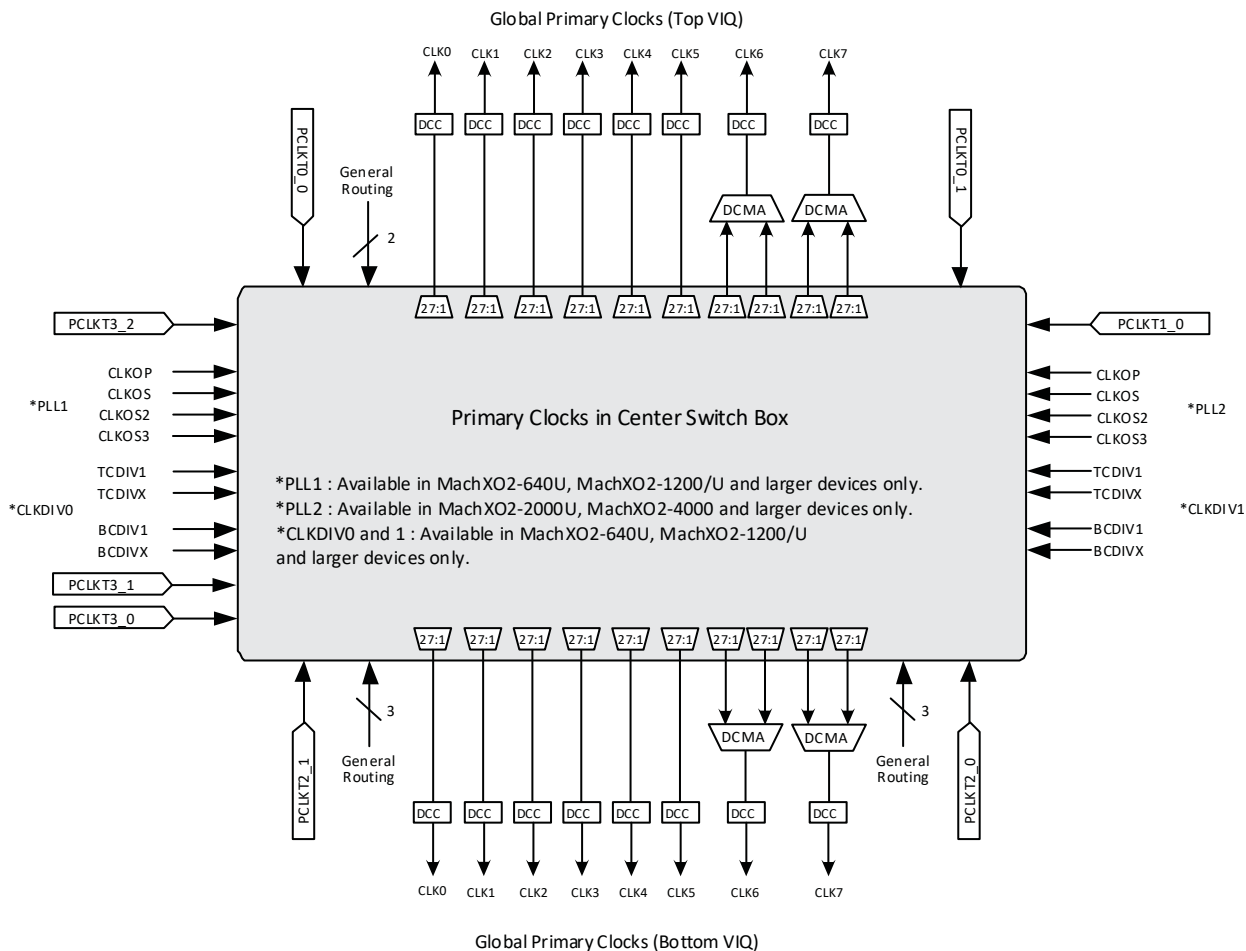 Global Primary Clocks (Top VIQ)
CLK0 CLK1 CLK2 CLK3 CLK4 CLK5 CLK6 CLK7
DCC DCC DCC DCC DCC DCC DCC DCC
PCLKT0_0
General
Routing
2
DCMA DCMA
PCLKT0_1
27:1 27:1 27:1 27:1 27:1 27:1 27:1 27:1 27:1 27:1
PCLKT3_2
PCLKT1_0
*PLL1
CLKOP
CLKOS
CLKOS2
CLKOS3
*CLKDIV0
TCDIV1
TCDIVX
BCDIV1
BCDIVX
PCLKT3_1
PCLKT3_0
Primary Clocks in Center Switch Box
*PLL1 : Available in MachXO2-640U, MachXO2-1200/U and larger devices only.
*PLL2 : Available in MachXO2-2000U, MachXO2-4000 and larger devices only.
*CLKDIV0 and 1 : Available in MachXO2-640U, MachXO2-1200/U
and larger devices only.
CLKOP
CLKOS
CLKOS2
CLKOS3
*PLL2
TCDIV1
TCDIVX
BCDIV1
BCDIVX
*CLKDIV1
27:1 27:1 27:1 27:1 27:1 27:1 27:1 27:1 27:1 27:1
PCLKT2_1
3
General
Routing
DCMA DCMA
3
General
Routing
PCLKT2_0
DCC DCC DCC DCC DCC DCC DCC DCC
CLK0 CLK1 CLK2 CLK3 CLK4 CLK5 CLK6 CLK7
Global Primary Clocks (Bottom VIQ)